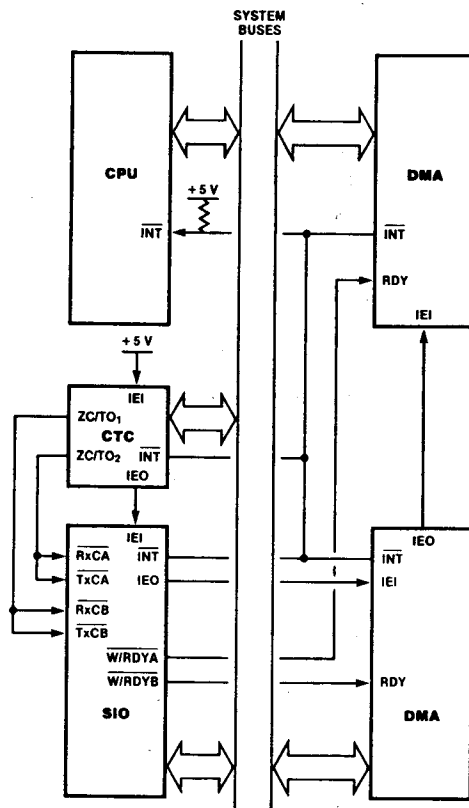 SYSTEM
BUSES
CPU
+5 V
INT
DMA
INT
RDY
IEI
+5 V
IEI
ZC/TO1
CTC
ZC/TO2
INT
IEO
IEI
RxCA
INT
TxCA
IEO
RxCB
TxCB
W/RDYA
W/RDYB
SIO
IEO
INT
IEI
RDY
DMA